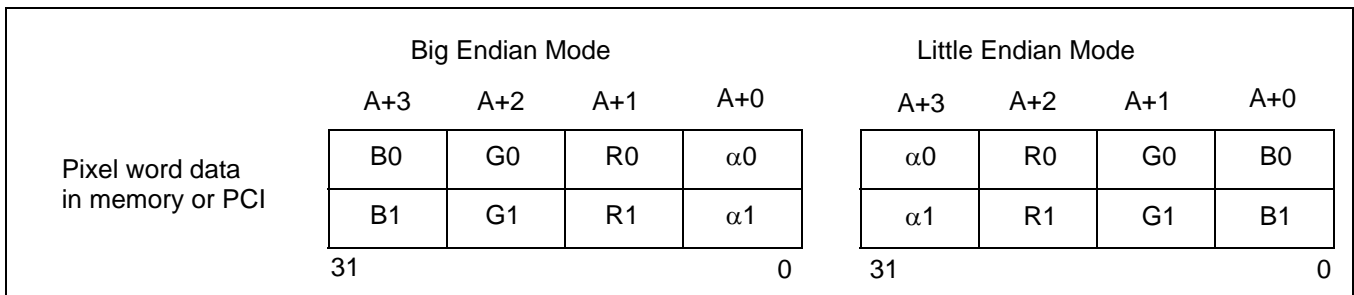 Big Endian Mode Little Endian Mode
A+3 A+2 A+1 A+0 A+3 A+2 A+1 A+0
Pixel word data
in memory or PCI
B0 G0 R0 α0 α0 R0 G0 B0
B1 G1 R1 α1 α1 R1 G1 B1
31 0 31 0